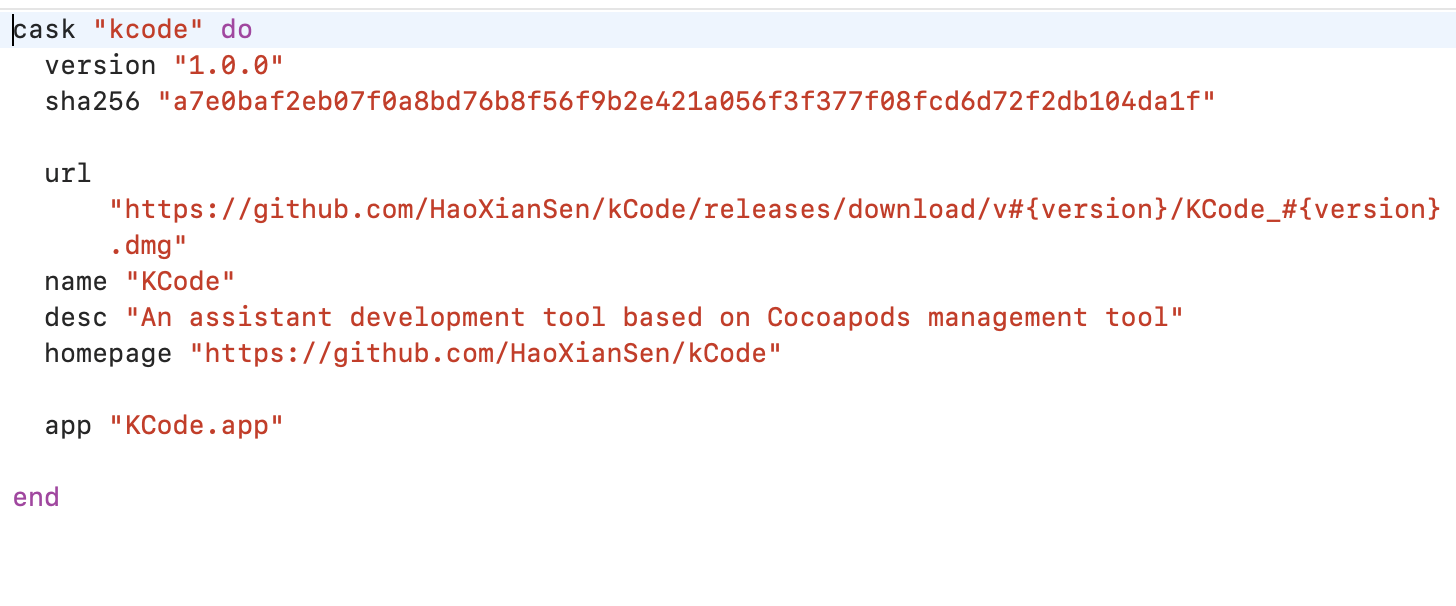 cask "kcode" do
  version "1.0.0"
  sha256 "a7e0baf2eb07f0a8bd76b8f56f9b2e421a056f3f377f08fcd6d72f2db104da1f"
  url
      "https://github.com/HaoXianSen/kCode/releases/download/v#{version}/KCode_#{version}
      .dmg"
  name "KCode"
  desc "An assistant development tool based on Cocoapods management tool"
  homepage "https://github.com/HaoXianSen/kCode"
  app "KCode.app"
end